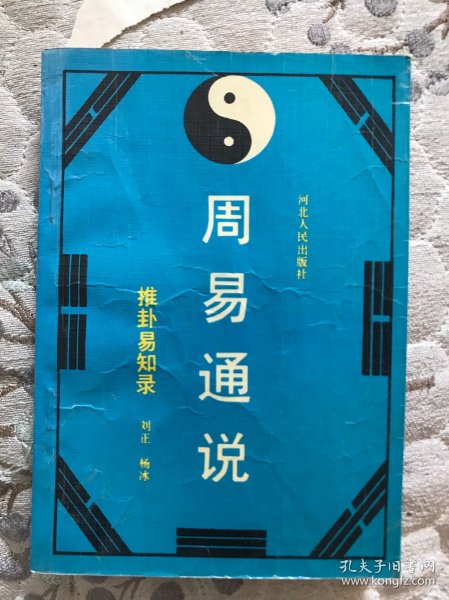 河北人民出版社
周易通说
推卦易知录
刘正 杨冰
孔夫子旧书网
www.kongfz.com